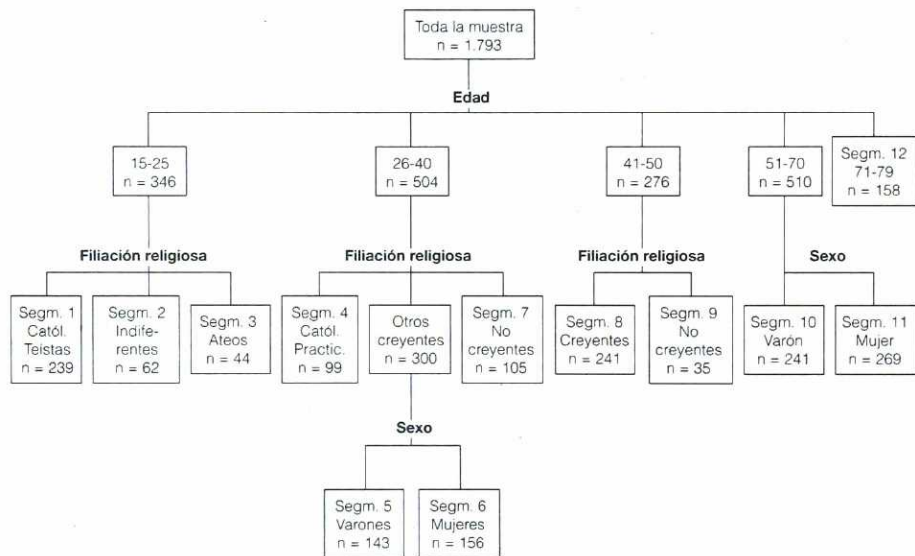 Toda la muestra
n = 1.793
Edad
15-25
n = 346
26-40
n = 504
41-50
n = 276
51-70
n = 510
Segm. 12
71-79
n = 158
Filiación religiosa
Filiación religiosa
Filiación religiosa
Sexo
Segm. 1
Catól.
Teistas
n = 239
Segm. 2
Indife-
rentes
n = 62
Segm. 3
Ateos
n = 44
Segm. 4
Catól.
Practic.
n = 99
Otros
creyentes
n = 300
Segm. 7
No
creyentes
n = 105
Segm. 8
Creyentes
n = 241
Segm. 9
No
creyentes
n = 35
Segm. 10
Varón
n = 241
Segm. 11
Mujer
n = 269
Sexo
Segm. 5
Varones
n = 143
Segm. 6
Mujeres
n = 156